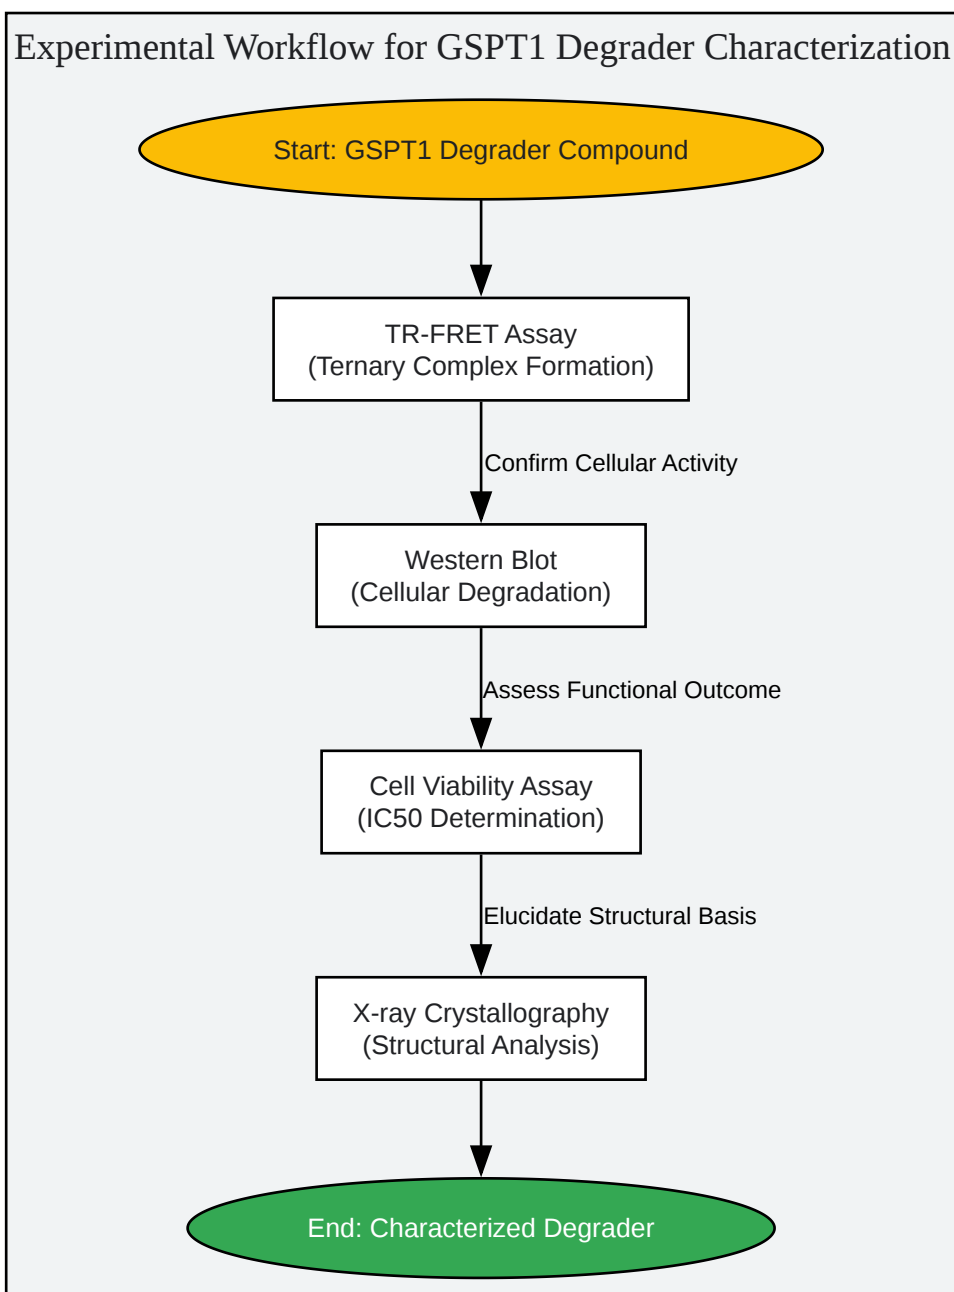 Experimental Workflow for GSPT1 Degrader Characterization
Start: GSPT1 Degrader Compound
TR-FRET Assay
(Ternary Complex Formation)
Confirm Cellular Activity
Western Blot
(Cellular Degradation)
Assess Functional Outcome
Cell Viability Assay
(IC50 Determination)
Elucidate Structural Basis
X-ray Crystallography
(Structural Analysis)
End: Characterized Degrader